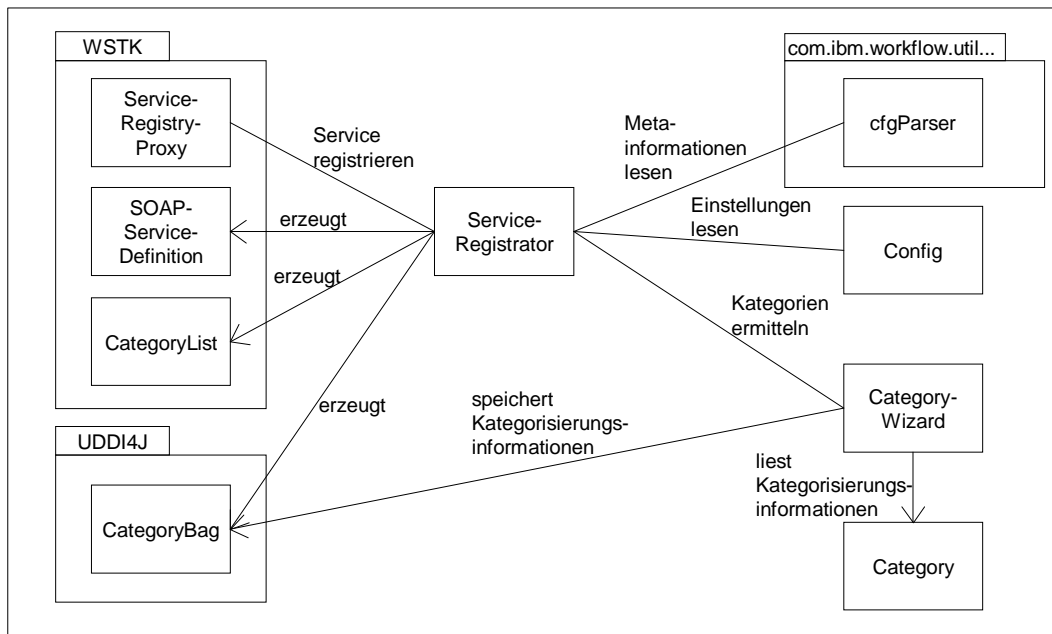 WSTK
Service-
Registry-
Proxy
SOAP-
Service-
Definition
CategoryList
UDDI4J
CategoryBag
Service
registrieren
erzeugt
erzeugt
erzeugt
Service-
Registrator
Meta-
informationen
lesen
Einstellungen
lesen
Kategorien
ermitteln
speichert
Kategorisierungs-
informationen
com.ibm.workflow.util...
cfgParser
Config
Category-
Wizard
liest
Kategorisierungs-
informationen
Category